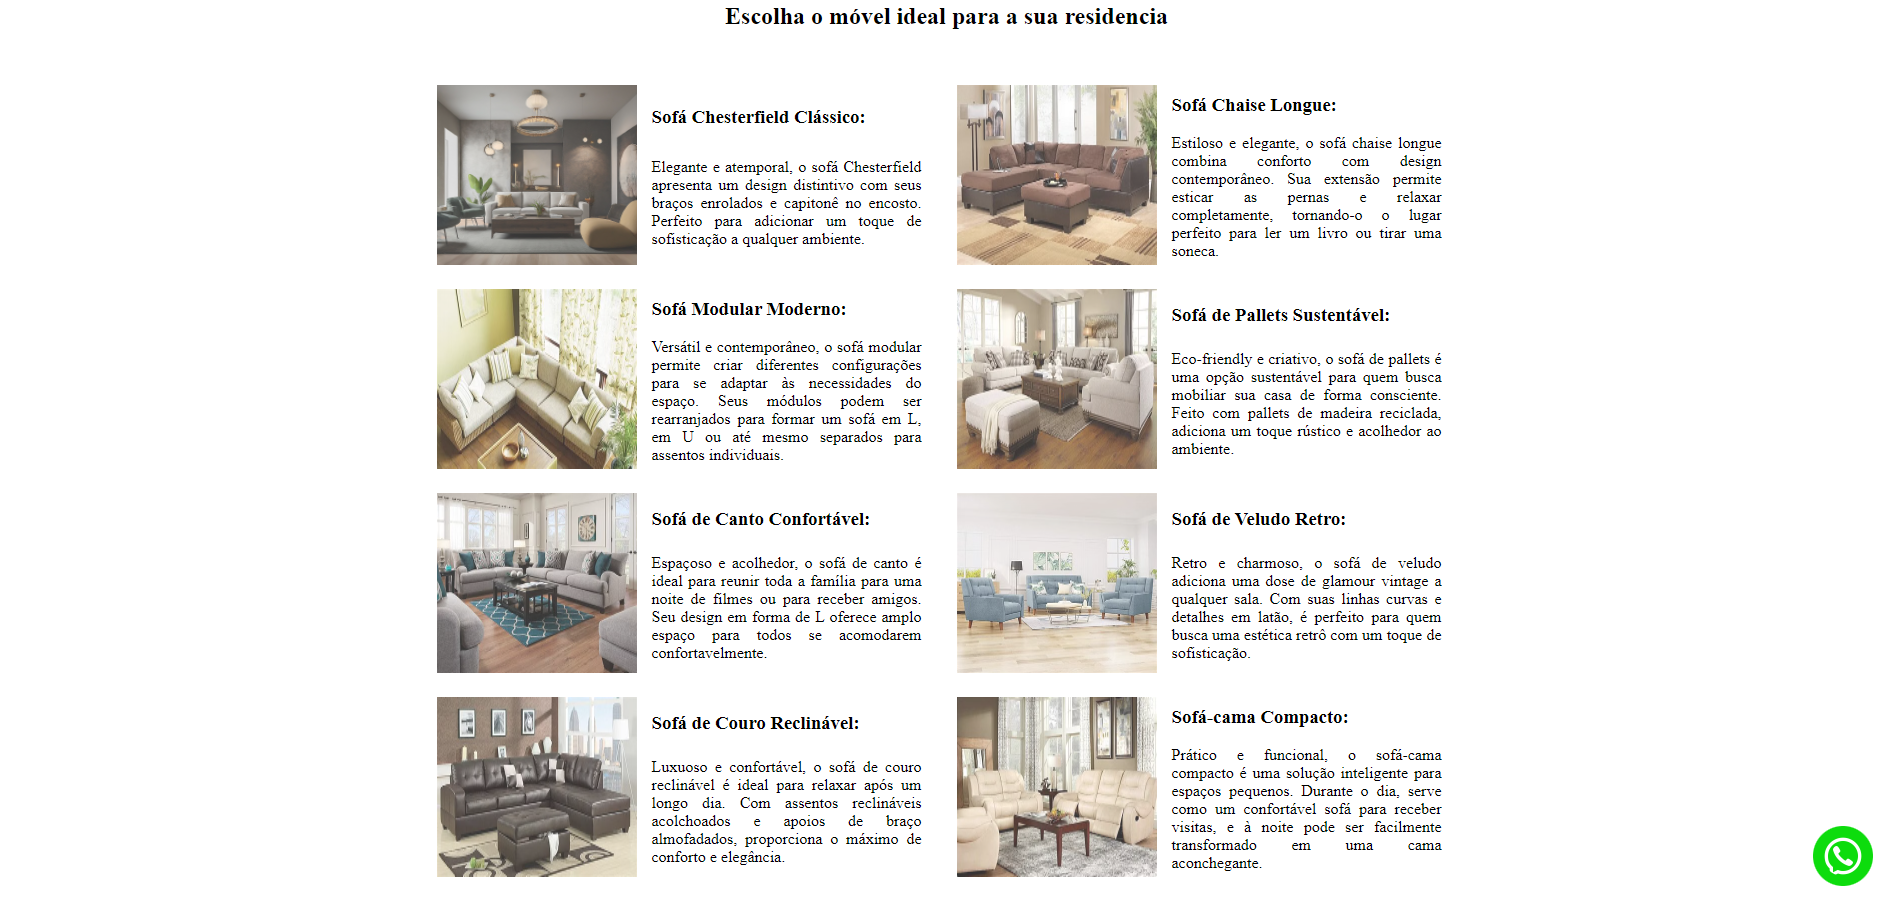 Escolha o móvel ideal para a sua residencia
Sofá Chesterfield Clássico:
Elegante e atemporal, o sofá Chesterfield
apresenta um design distintivo com seus
braços enrolados e capitonê no encosto.
Perfeito para adicionar um toque de
sofisticação a qualquer ambiente.
Sofá Chaise Longue:
Estiloso e elegante, o sofá chaise longue
combina conforto com design
contemporâneo. Sua extensão permite
esticar as pernas e relaxar
completamente, tornando-o o lugar
perfeito para ler um livro ou tirar uma
soneca.
Sofá Modular Moderno:
Versátil e contemporâneo, o sofá modular
permite criar diferentes configurações
para se adaptar às necessidades do
espaço. Seus módulos podem ser
rearranjados para formar um sofá em L,
em U ou até mesmo separados para
assentos individuais.
Sofá de Pallets Sustentável:
Eco-friendly e criativo, o sofá de pallets é
uma opção sustentável para quem busca
mobiliar sua casa de forma consciente.
Feito com pallets de madeira reciclada,
adiciona um toque rústico e acolhedor ao
ambiente.
Sofá de Canto Confortável:
Espaçoso e acolhedor, o sofá de canto é
ideal para reunir toda a família para uma
noite de filmes ou para receber amigos.
Seu design em forma de L oferece amplo
espaço para todos se acomodarem
confortavelmente.
Sofá de Veludo Retro:
Retro e charmoso, o sofá de veludo
adiciona uma dose de glamour vintage a
qualquer sala. Com suas linhas curvas e
detalhes em latão, é perfeito para quem
busca uma estética retrô com um toque de
sofisticação.
Sofá de Couro Reclinável:
Luxuoso e confortável, o sofá de couro
reclinável é ideal para relaxar após um
longo dia. Com assentos reclináveis
acolchoados e apoios de braço
almofadados, proporciona o máximo de
conforto e elegância.
Sofá-cama Compacto:
Prático e funcional, o sofá-cama
compacto é uma solução inteligente para
espaços pequenos. Durante o dia, serve
como um confortável sofá para receber
visitas, e à noite pode ser facilmente
transformado em uma cama
aconchegante.